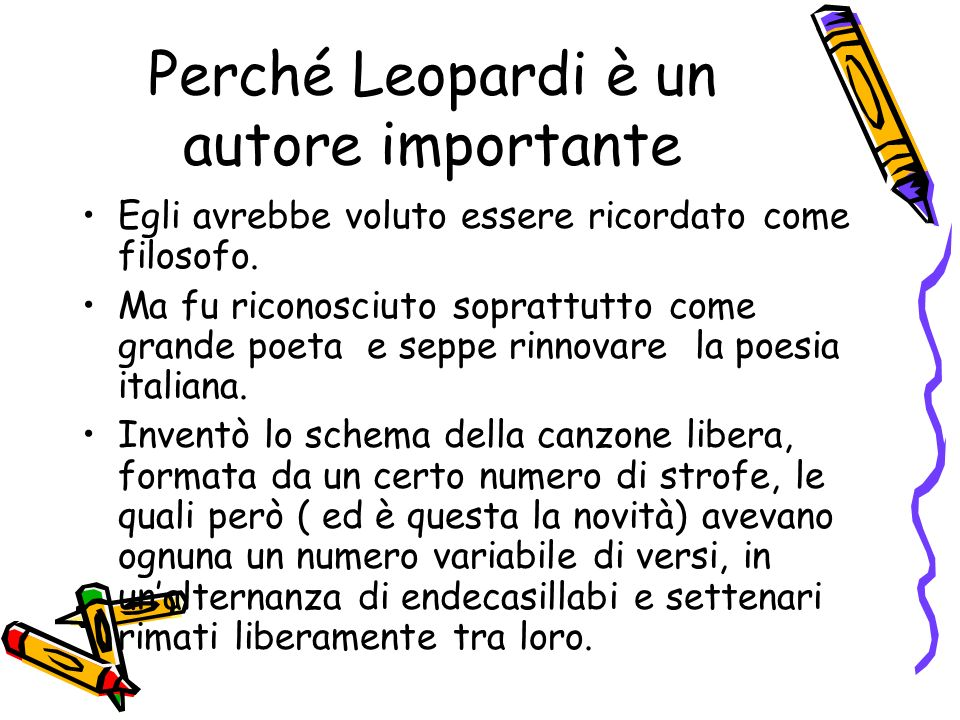 Perché Leopardi è un
autore importante
• Egli avrebbe voluto essere ricordato come
filosofo.
• Ma fu riconosciuto soprattutto come
grande poeta e seppe rinnovare la poesia
italiana.
• Inventò lo schema della canzone libera,
formata da un certo numero di strofe, le
quali però ( ed è questa la novità) avevano
ognuna un numero variabile di versi, in
un'alternanza di endecasillabi e settenari
rimati liberamente tra loro.